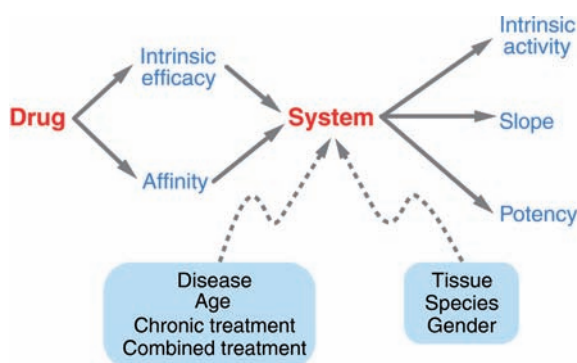 Intrinsic
efficacy
Drug
Affinity
System
Intrinsic
activity
Slope
Potency
Disease
Age
Chronic treatment
Combined treatment
Tissue
Species
Gender